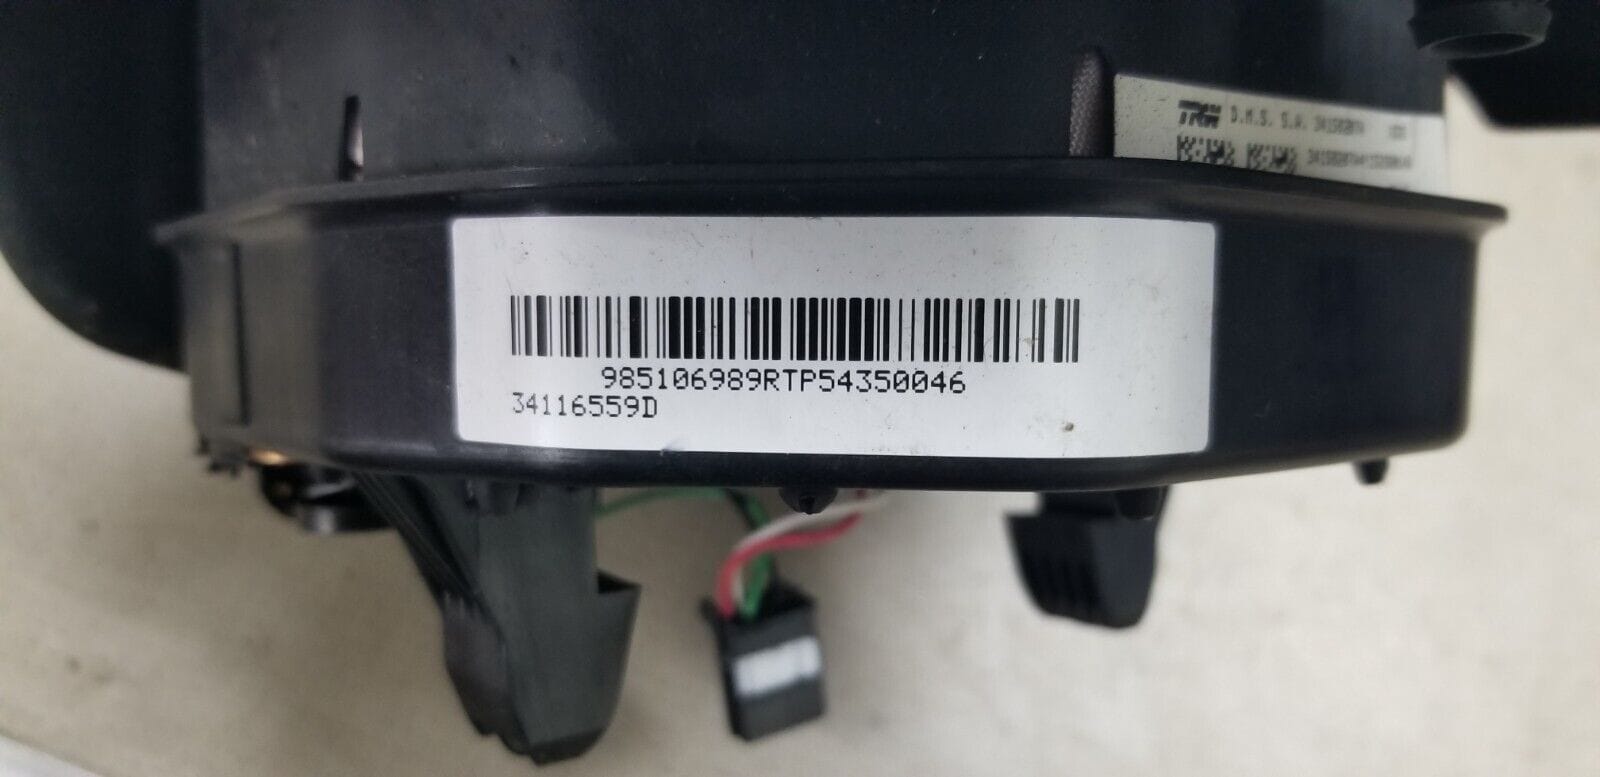 TRW D.M.S. S.A.
985106989RTP54350046
34116559D